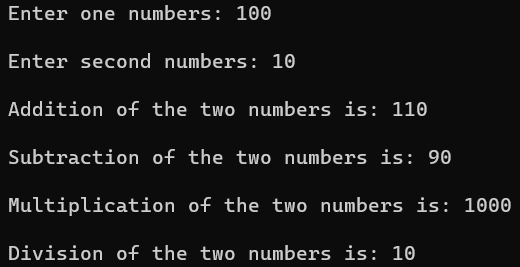 Enter one numbers: 100
Enter second numbers: 10
Addition of the two numbers is: 110
Subtraction of the two numbers is: 90
Multiplication of the two numbers is: 1000
Division of the two numbers is: 10